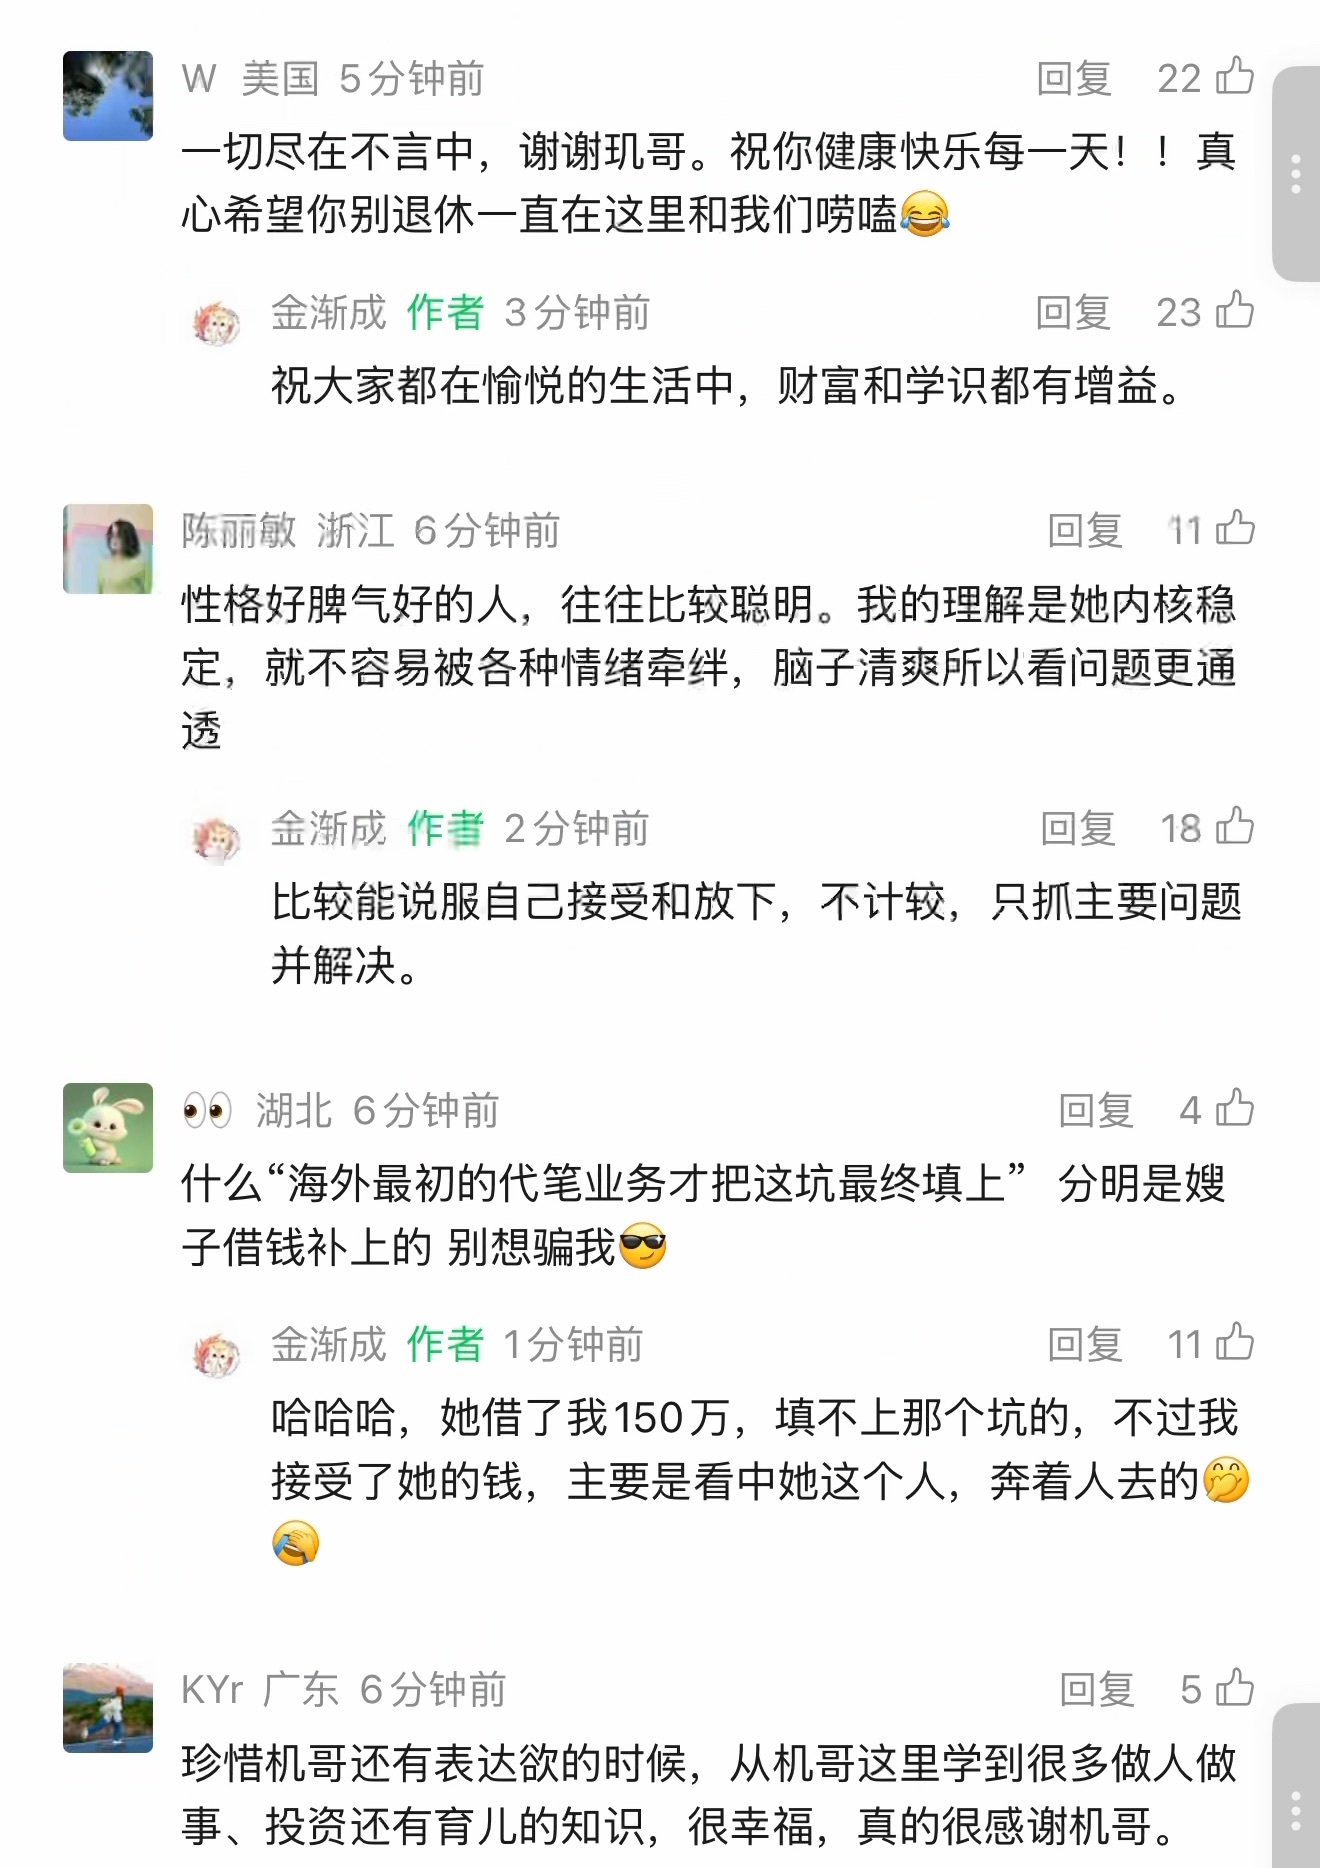 W 美国 5分钟前 回复 22
一切尽在不言中，谢谢玑哥。祝你健康快乐每一天！！真
心希望你别退休一直在这里和我们唠嗑😂
金渐成 作者 3分钟前 回复 23
祝大家都在愉悦的生活中，财富和学识都有增益。
陈丽敏 浙江 6分钟前 回复 11
性格好脾气好的人，往往比较聪明。我的理解是她内核稳
定，就不容易被各种情绪牵绊，脑子清爽所以看问题更通
透
金渐成 作者 2分钟前 回复 18
比较能说服自己接受和放下，不计较，只抓主要问题
并解决。
👀 湖北 6分钟前 回复 4
什么“海外最初的代笔业务才把这坑最终填上” 分明是嫂
子借钱补上的 别想骗我😎
金渐成 作者 1分钟前 回复 11
哈哈哈，她借了我150万，填不上那个坑的，不过我
接受了她的钱，主要是看中她这个人，奔着人去的🤭
🤣
KYr 广东 6分钟前 回复 5
珍惜机哥还有表达欲的时候，从机哥这里学到很多做人做
事、投资还有育儿的知识，很幸福，真的很感谢机哥。